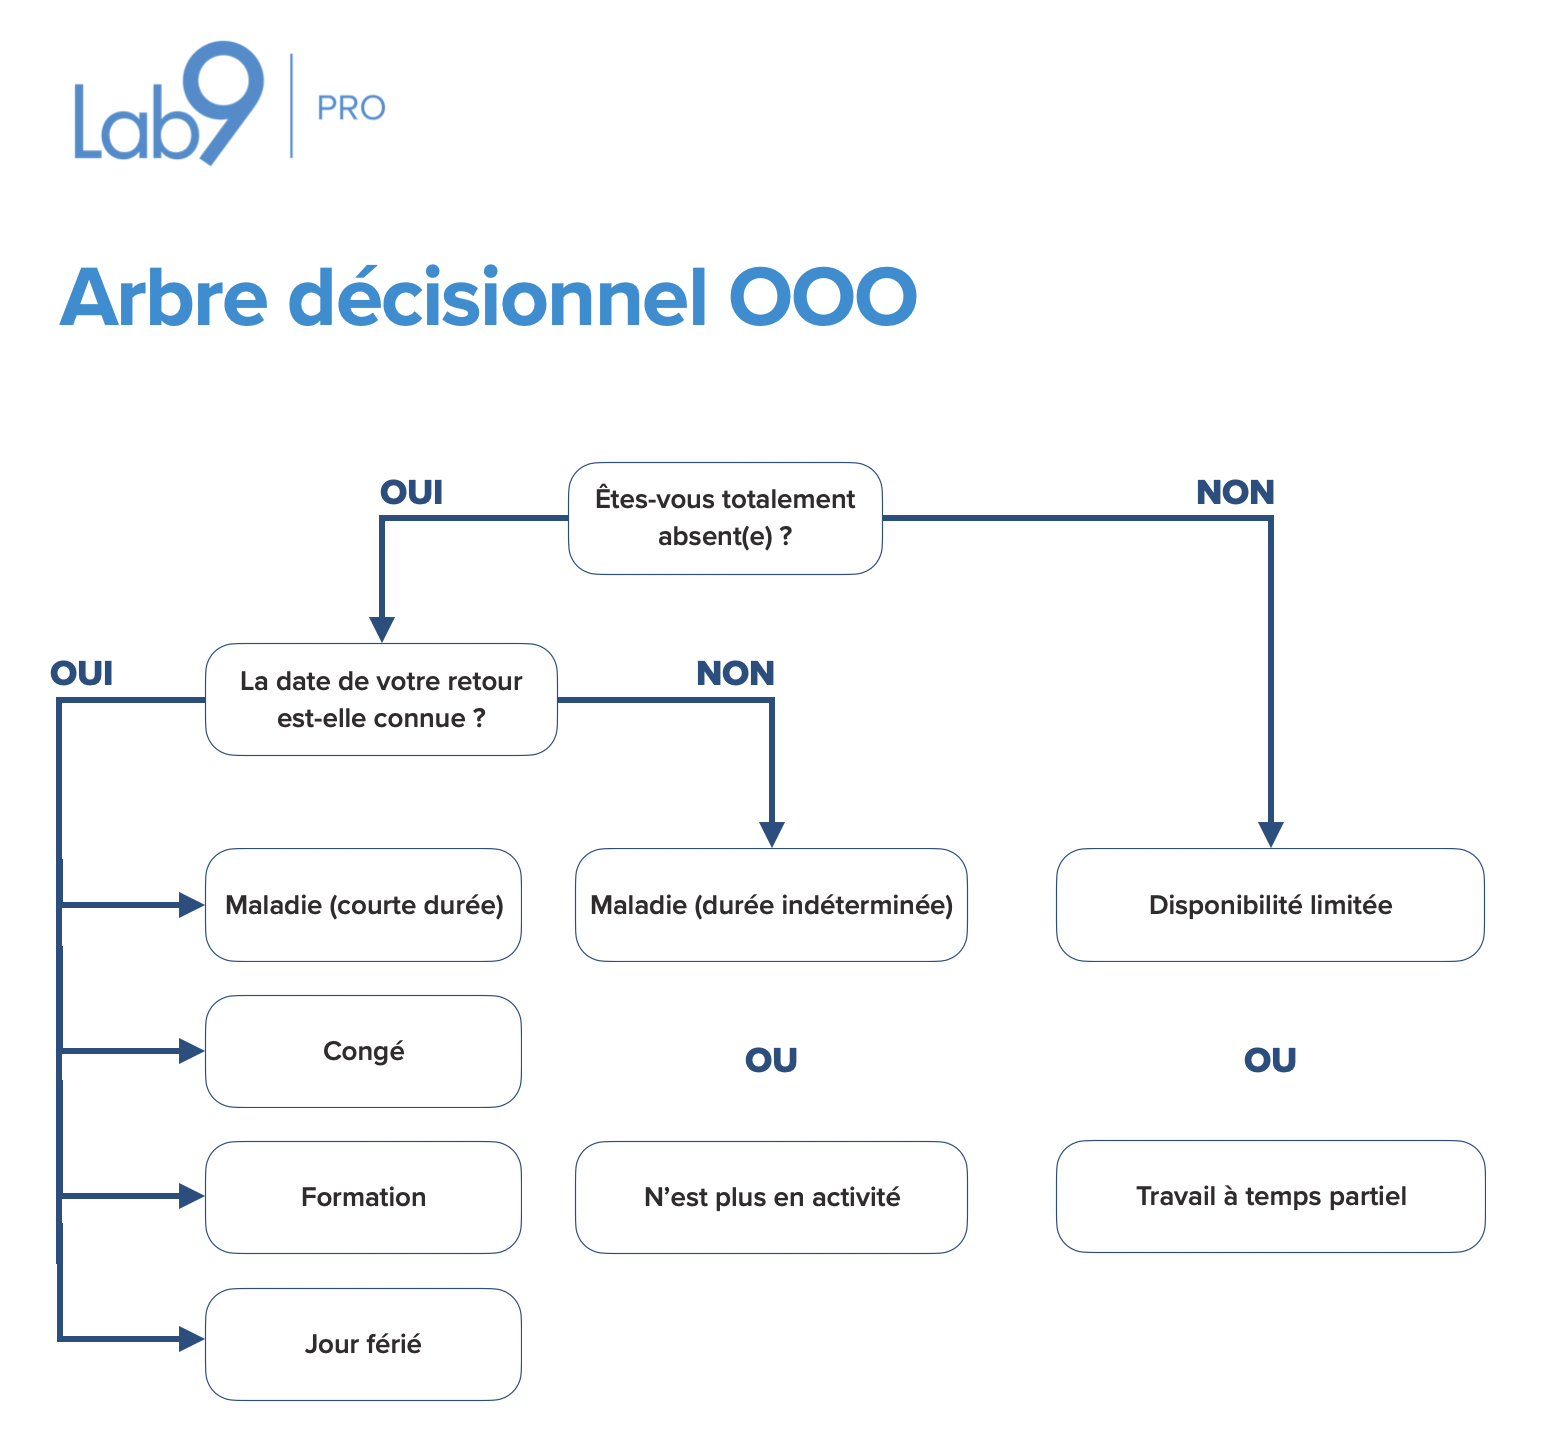 Lab9 PRO
Arbre décisionnel OOO
OUI
Êtes-vous totalement
absent(e) ?
NON
OUI
La date de votre retour
est-elle connue ?
NON
Maladie (courte durée)
Maladie (durée indéterminée)
Disponibilité limitée
Congé
OU
OU
Formation
N’est plus en activité
Travail à temps partiel
Jour férié